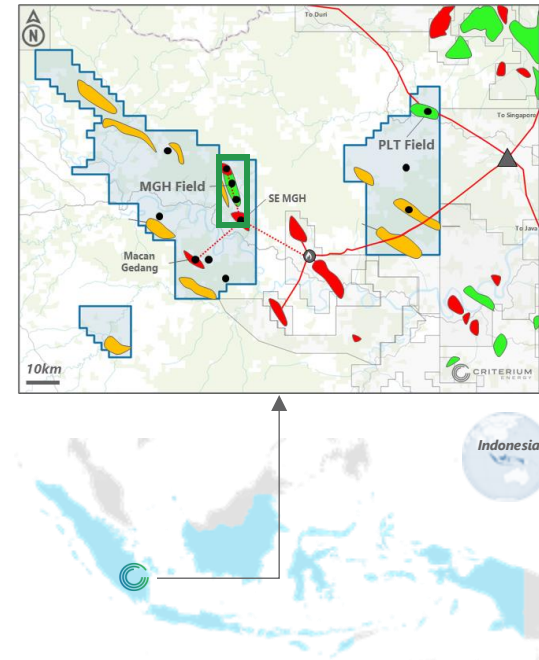 To Duri
N
To Singapore
PLT Field
MGH Field
SE MGH
To Java
Macan
Gedang
10km
CRITERIUM
ENERGY
Indonesia